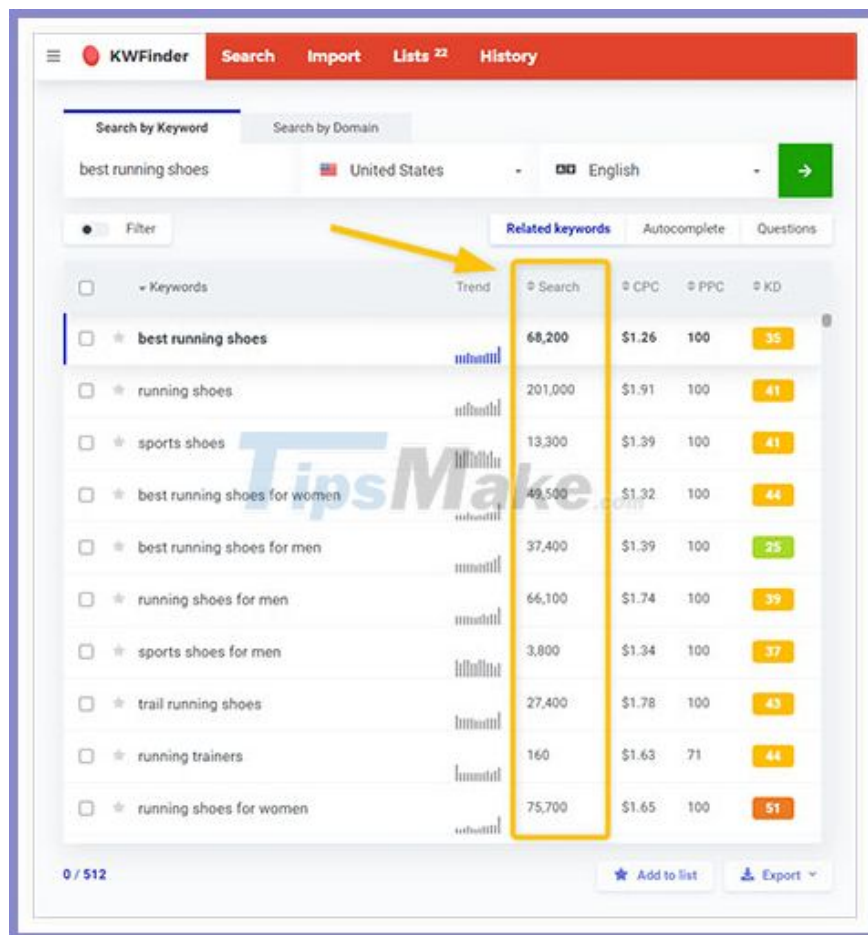 KWFinder Search Import Lists 22 History
Search by Keyword Search by Domain
best running shoes United States English
Filter Related keywords Autocomplete Questions
Keywords Trend Search CPC PPC KD
best running shoes 68,200 $1.26 100 35
running shoes 201,000 $1.91 100 41
sports shoes 13,300 $1.39 100 41
TipsMake.com
best running shoes for women 49,500 $1.32 100 44
best running shoes for men 37,400 $1.39 100 25
running shoes for men 66,100 $1.74 100 39
sports shoes for men 3,800 $1.34 100 37
trail running shoes 27,400 $1.78 100 43
running trainers 160 $1.63 71 44
running shoes for women 75,700 $1.65 100 51
0 / 512 Add to list Export